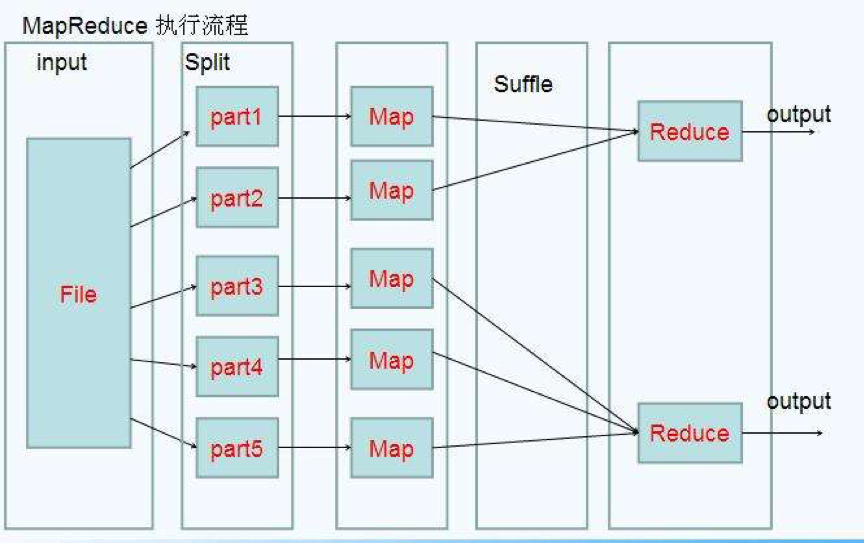 MapReduce 执行流程
input
Split
Suffle
File
part1
part2
part3
part4
part5
Map
Map
Map
Map
Map
Reduce
output
Reduce
output